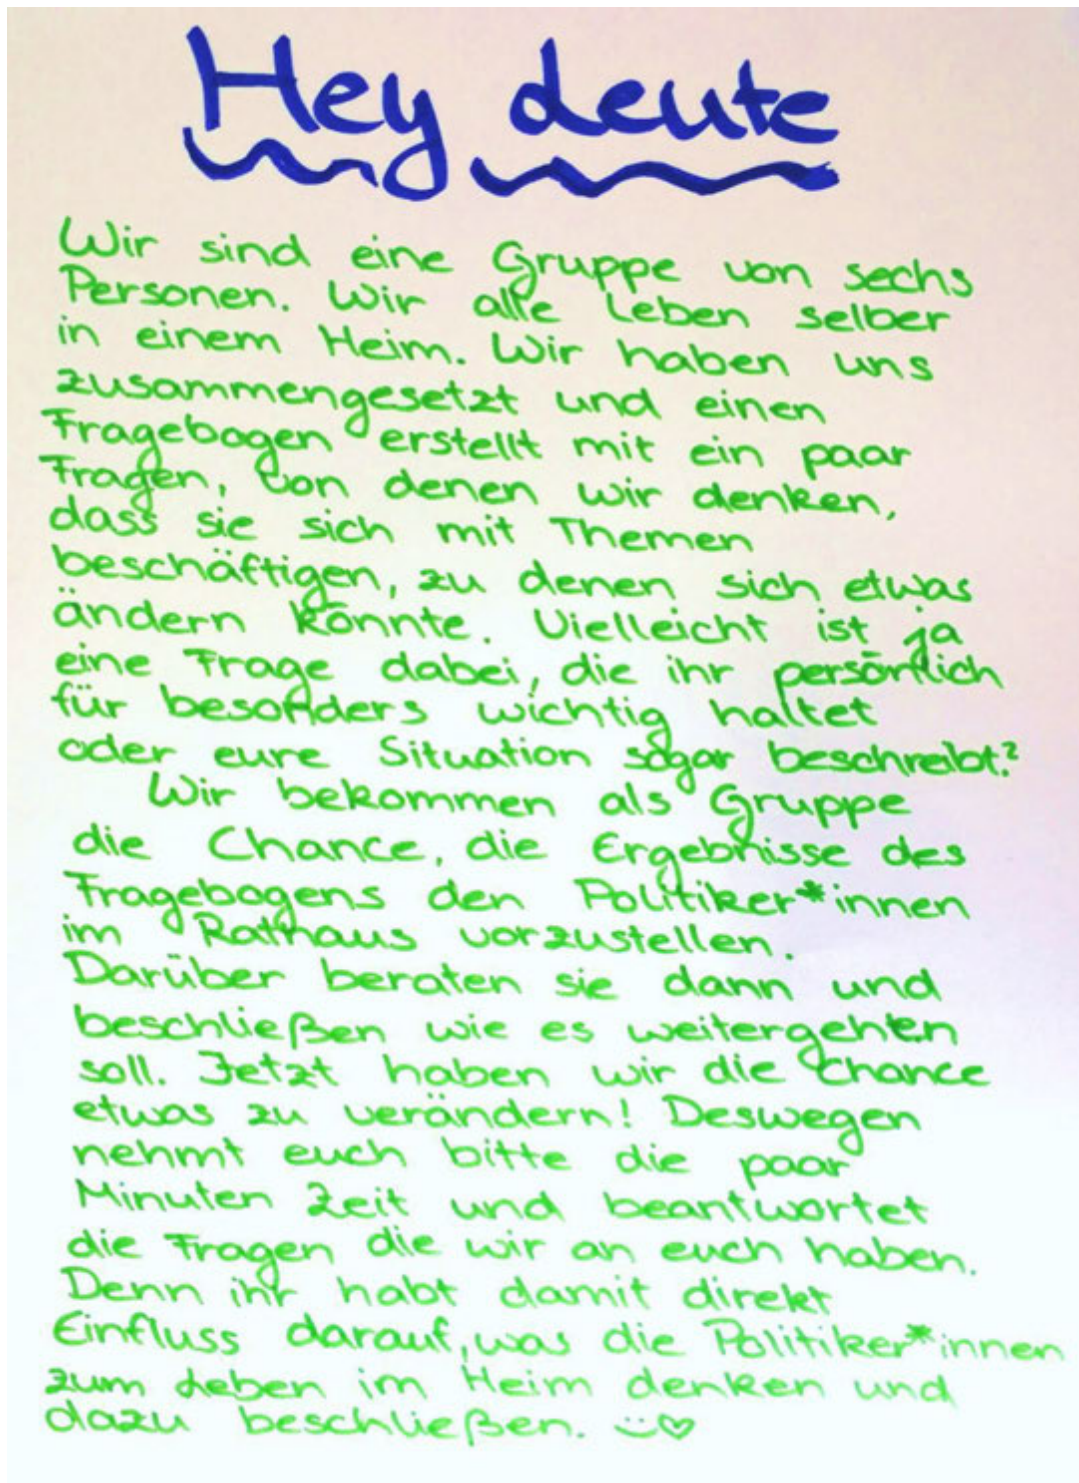 Hey Leute
Wir sind eine Gruppe von sechs
Personen. Wir alle leben selber
in einem Heim. Wir haben uns
zusammengesetzt und einen
Fragebogen erstellt mit ein paar
Fragen, von denen wir denken,
dass sie sich mit Themen
beschäftigen, zu denen sich etwas
ändern könnte. Vielleicht ist ja
eine Frage dabei, die ihr persönlich
für besonders wichtig haltet
oder eure Situation sogar beschreibt.?
Wir bekommen als Gruppe
die Chance, die Ergebnisse des
Fragebogens den Politiker*innen
im Rathaus vorzustellen.
Darüber beraten sie dann und
beschließen wie es weitergehen
soll. Jetzt haben wir die Chance
etwas zu verändern! Deswegen
nehmt euch bitte die paar
Minuten Zeit und beantwortet
die Fragen die wir an euch haben.
Denn ihr habt damit direkt
Einfluss darauf, was die Politiker*innen
zum Leben im Heim denken und
dazu beschließen. :)♡